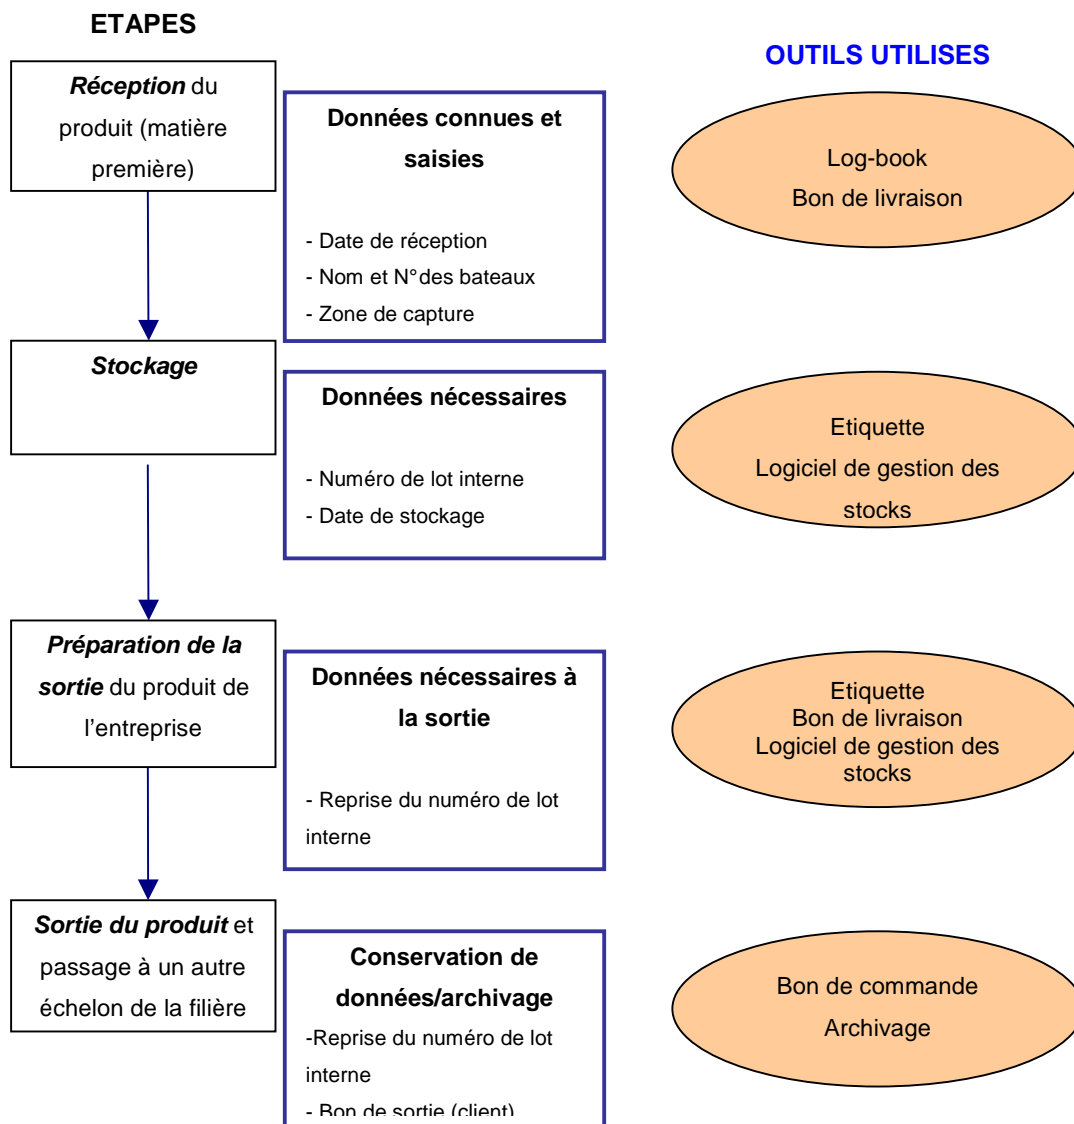 ETAPES
OUTILS UTILISES
Réception du
produit (matière
première)
Données connues et
saisies
- Date de réception
- Nom et N°des bateaux
- Zone de capture
Log-book
Bon de livraison
Stockage
Données nécessaires
- Numéro de lot interne
- Date de stockage
Etiquette
Logiciel de gestion des
stocks
Préparation de la
sortie du produit de
l’entreprise
Données nécessaires à
la sortie
- Reprise du numéro de lot
interne
Etiquette
Bon de livraison
Logiciel de gestion des
stocks
Sortie du produit et
passage à un autre
échelon de la filière
Conservation de
données/archivage
-Reprise du numéro de lot
interne
- Bon de sortie (client)
Bon de commande
Archivage